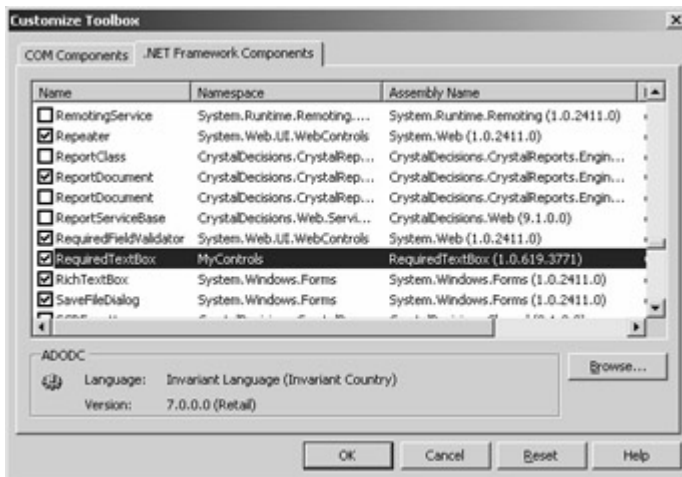 Customize Toolbox
COM Components .NET Framework Components
Name Namespace Assembly Name
RemotingService System.Runtime.Remoting.... System.Runtime.Remoting (1.0.2411.0)
Repeater System.Web.UI.WebControls System.Web (1.0.2411.0)
ReportClass CrystalDecisions.CrystalRep... CrystalDecisions.CrystalReports.Engin...
ReportDocument CrystalDecisions.CrystalRep... CrystalDecisions.CrystalReports.Engin...
ReportDocument CrystalDecisions.CrystalRep... CrystalDecisions.CrystalReports.Engin...
ReportServiceBase CrystalDecisions.Web.Servi... CrystalDecisions.Web (9.1.0.0)
RequiredFieldValidator System.Web.UI.WebControls System.Web (1.0.2411.0)
RequiredTextBox MyControls RequiredTextBox (1.0.619.3771)
RichTextBox System.Windows.Forms System.Windows.Forms (1.0.2411.0)
SaveFileDialog System.Windows.Forms System.Windows.Forms (1.0.2411.0)
ADODC
Browse...
Language: Invariant Language (Invariant Country)
Version: 7.0.0.0 (Retail)
OK Cancel Reset Help